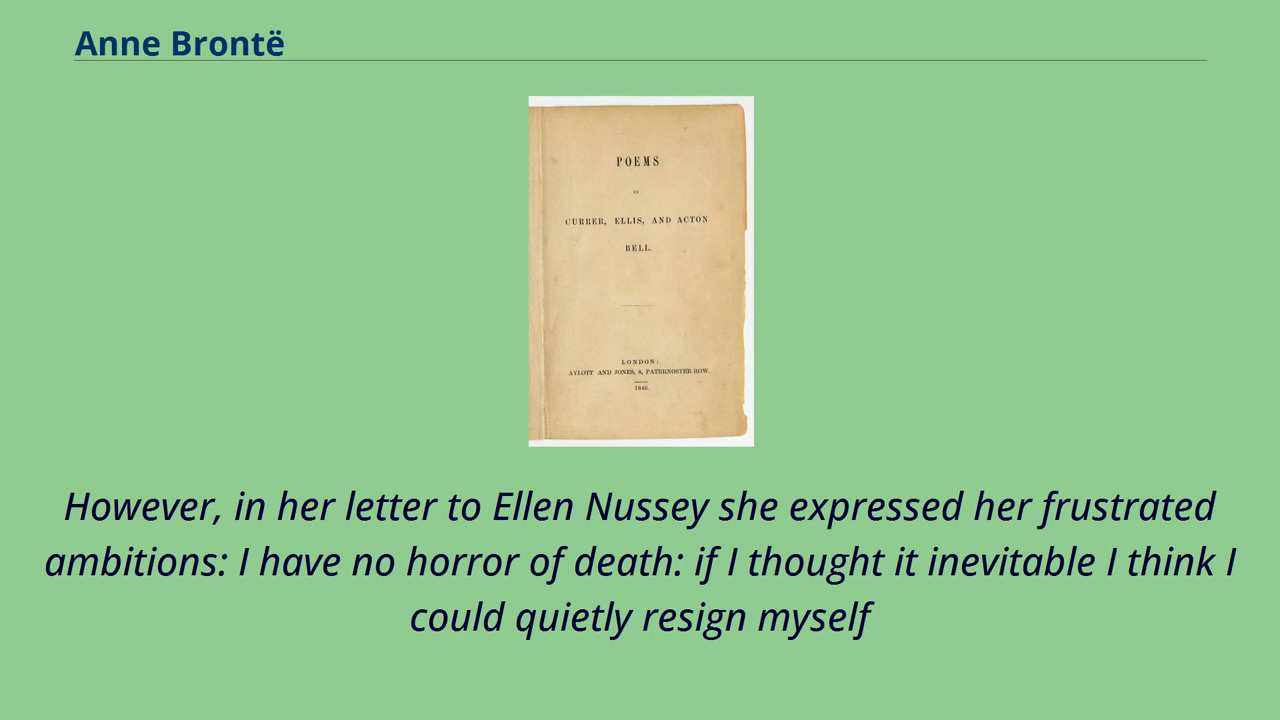 Anne Brontë
POEMS
BY
CURRER, ELLIS, AND ACTON
BELL.
LONDON:
AYLOTT AND JONES, 8, PATERNOSTER-ROW.
1846.
However, in her letter to Ellen Nussey she expressed her frustrated
ambitions: I have no horror of death: if I thought it inevitable I think I
could quietly resign myself